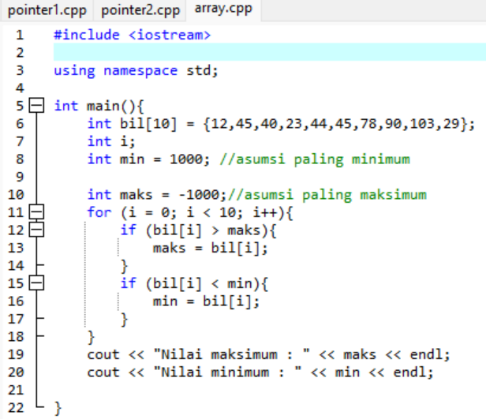 pointer1.cpp pointer2.cpp array.cpp
1 #include <iostream>
2
3 using namespace std;
4
5 int main(){
6 int bil[10] = {12,45,40,23,44,45,78,90,103,29};
7 int i;
8 int min = 1000; //asumsi paling minimum
9
10 int maks = -1000;//asumsi paling maksimum
11 for (i = 0; i < 10; i++){
12 if (bil[i] > maks){
13 maks = bil[i];
14 }
15 if (bil[i] < min){
16 min = bil[i];
17 }
18 }
19 cout << "Nilai maksimum : " << maks << endl;
20 cout << "Nilai minimum : " << min << endl;
21
22 }